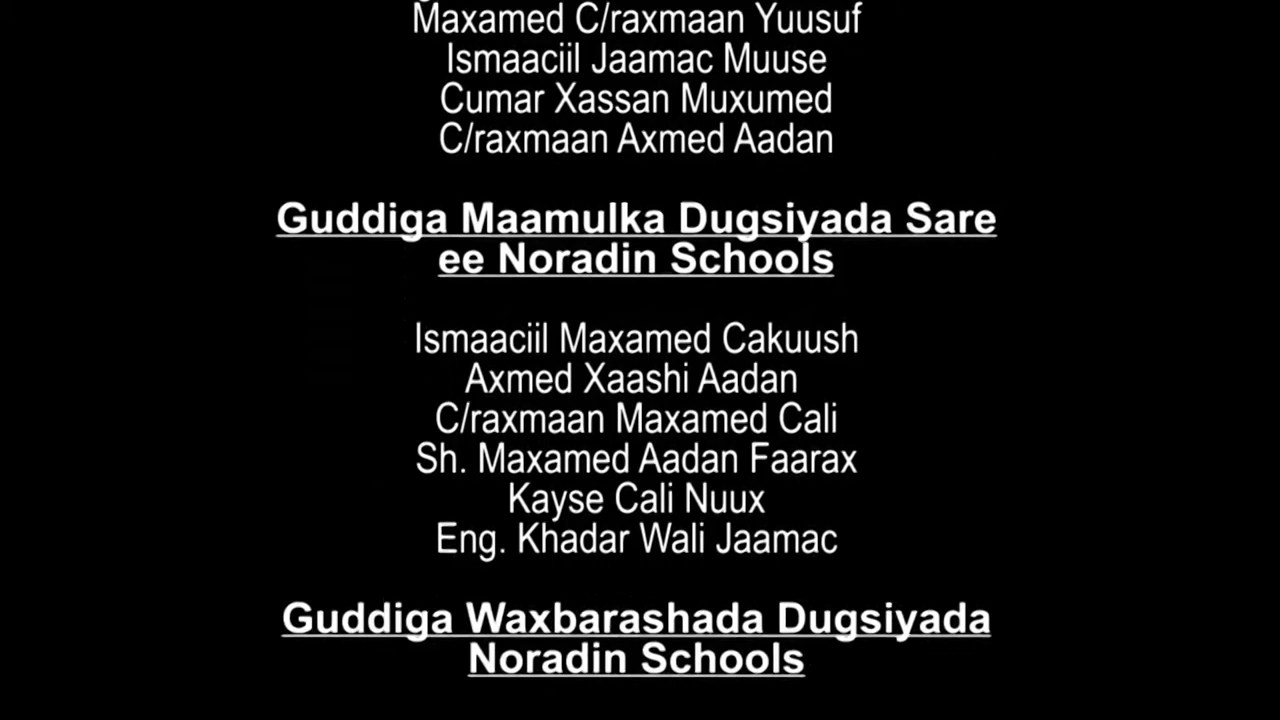 Maxamed C/raxmaan Yuusuf
Ismaaciil Jaamac Muuse
Cumar Xassan Muxumed
C/raxmaan Axmed Aadan
Guddiga Maamulka Dugsiyada Sare
ee Noradin Schools
Ismaaciil Maxamed Cakuush
Axmed Xaashi Aadan
C/raxmaan Maxamed Cali
Sh. Maxamed Aadan Faarax
Kayse Cali Nuux
Eng. Khadar Wali Jaamac
Guddiga Waxbarashada Dugsiyada
Noradin Schools